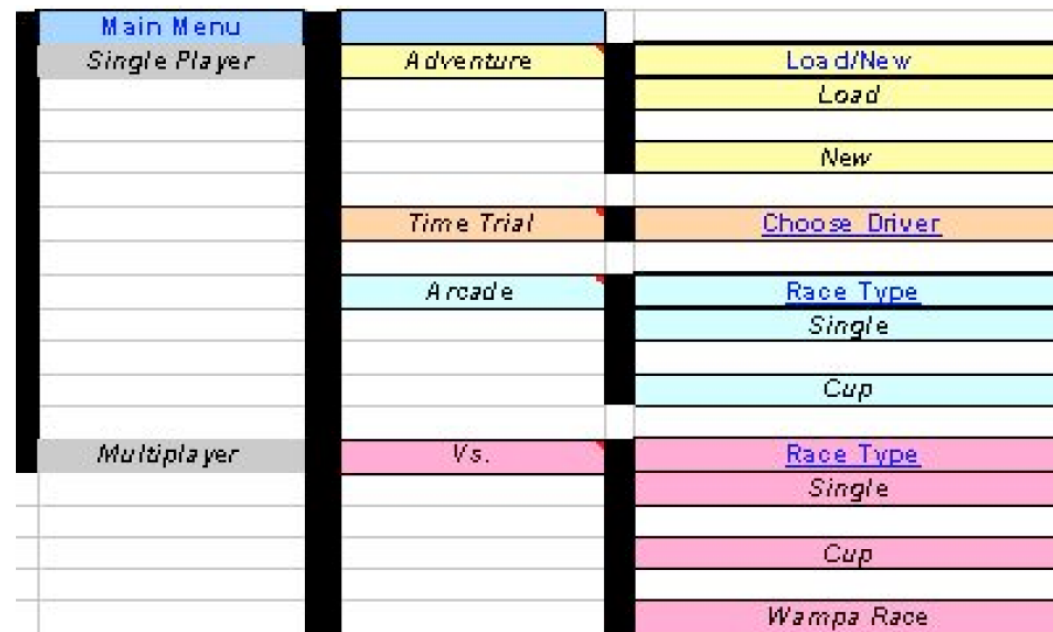 Main Menu
Single Player Adventure Load/New
Load
New
Time Trial Choose Driver
Arcade Race Type
Single
Cup
Multiplayer Vs. Race Type
Single
Cup
Wampa Race